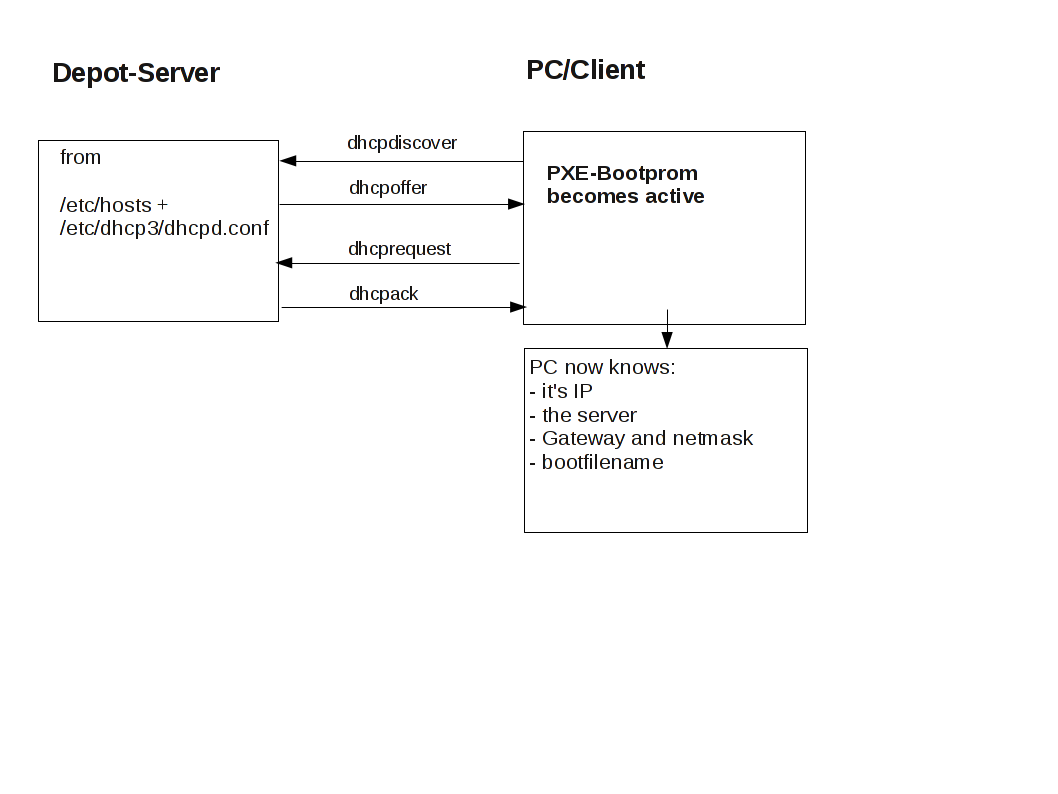 Depot-Server
PC/Client
from
/etc/hosts +
/etc/dhcp3/dhcpd.conf
dhcpdiscover
dhcpoffer
dhcprequest
dhcpack
PXE-Bootprom
becomes active
PC now knows:
- it's IP
- the server
- Gateway and netmask
- bootfilename